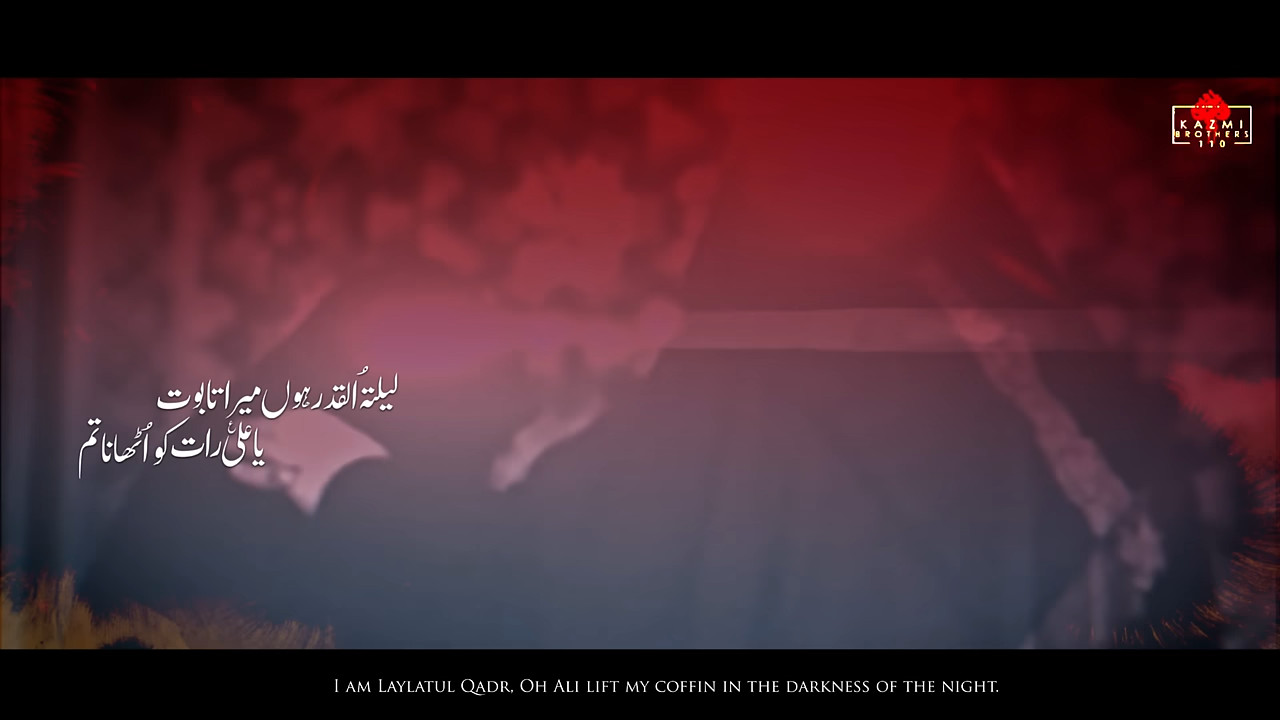 KAZMI
BROTHERS
110
لیلتہُ القدر ہوں میرا تابوت
یا علیؑ رات کو اُٹھانا تم
I AM LAYLATUL QADR, OH ALI LIFT MY COFFIN IN THE DARKNESS OF THE NIGHT.